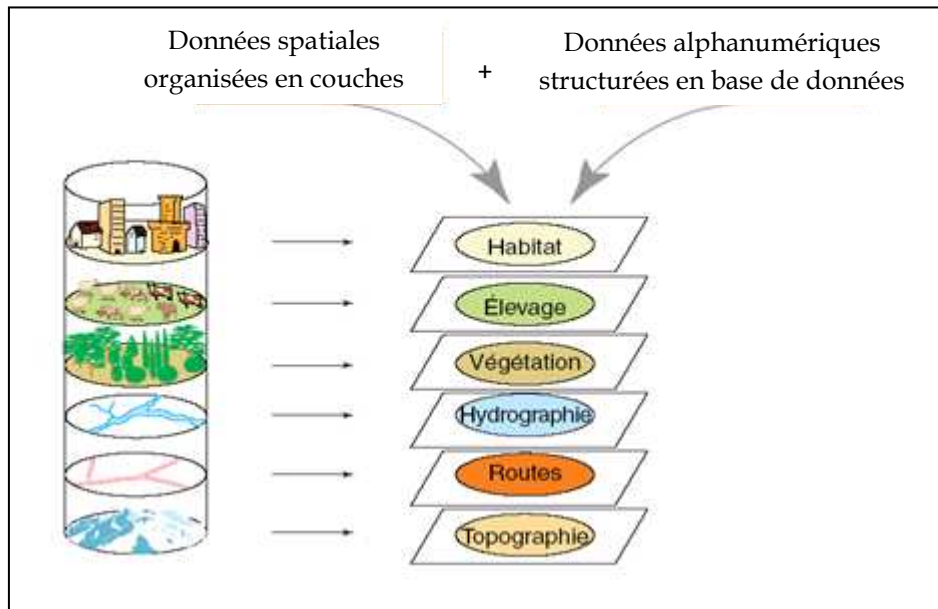 Données spatiales
organisées en couches
+
Données alphanumériques
structurées en base de données
Habitat
Élevage
Végétation
Hydrographie
Routes
Topographie